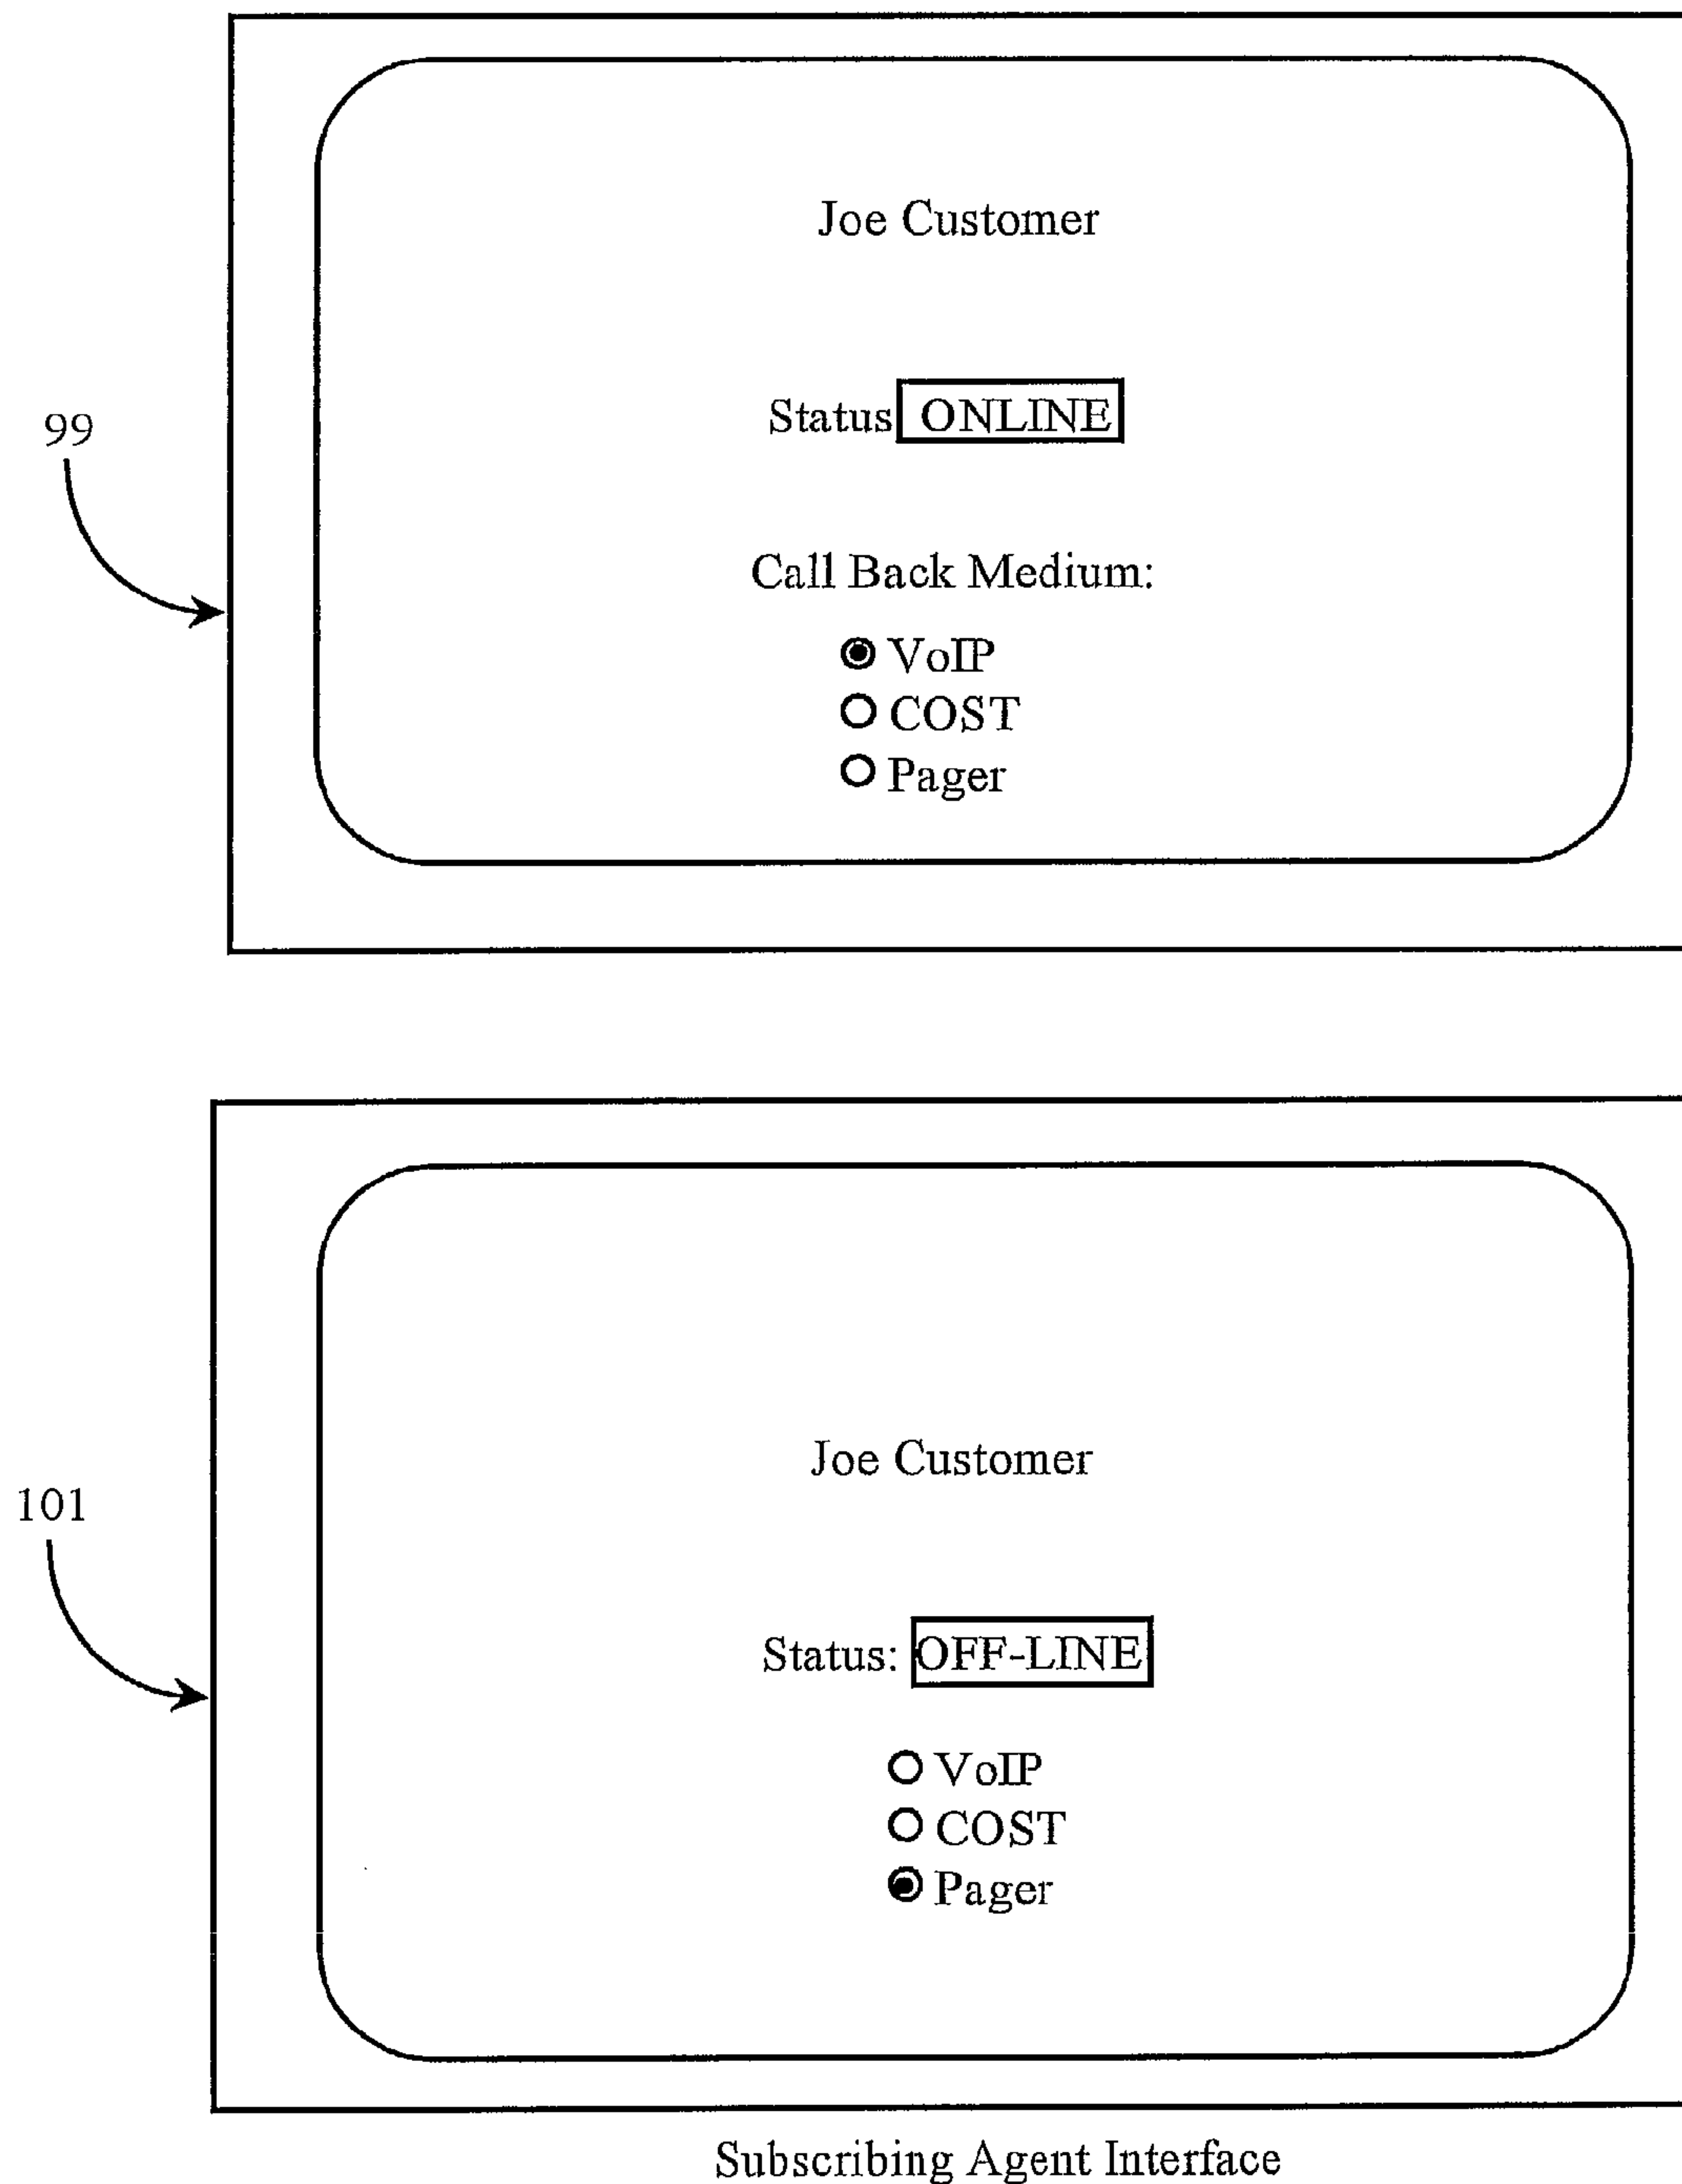 Joe Customer
99
Status ONLINE
Call Back Medium:
VoIP
COST
Pager
Joe Customer
101
Status: OFF-LINE
VoIP
COST
Pager
Subscribing Agent Interface